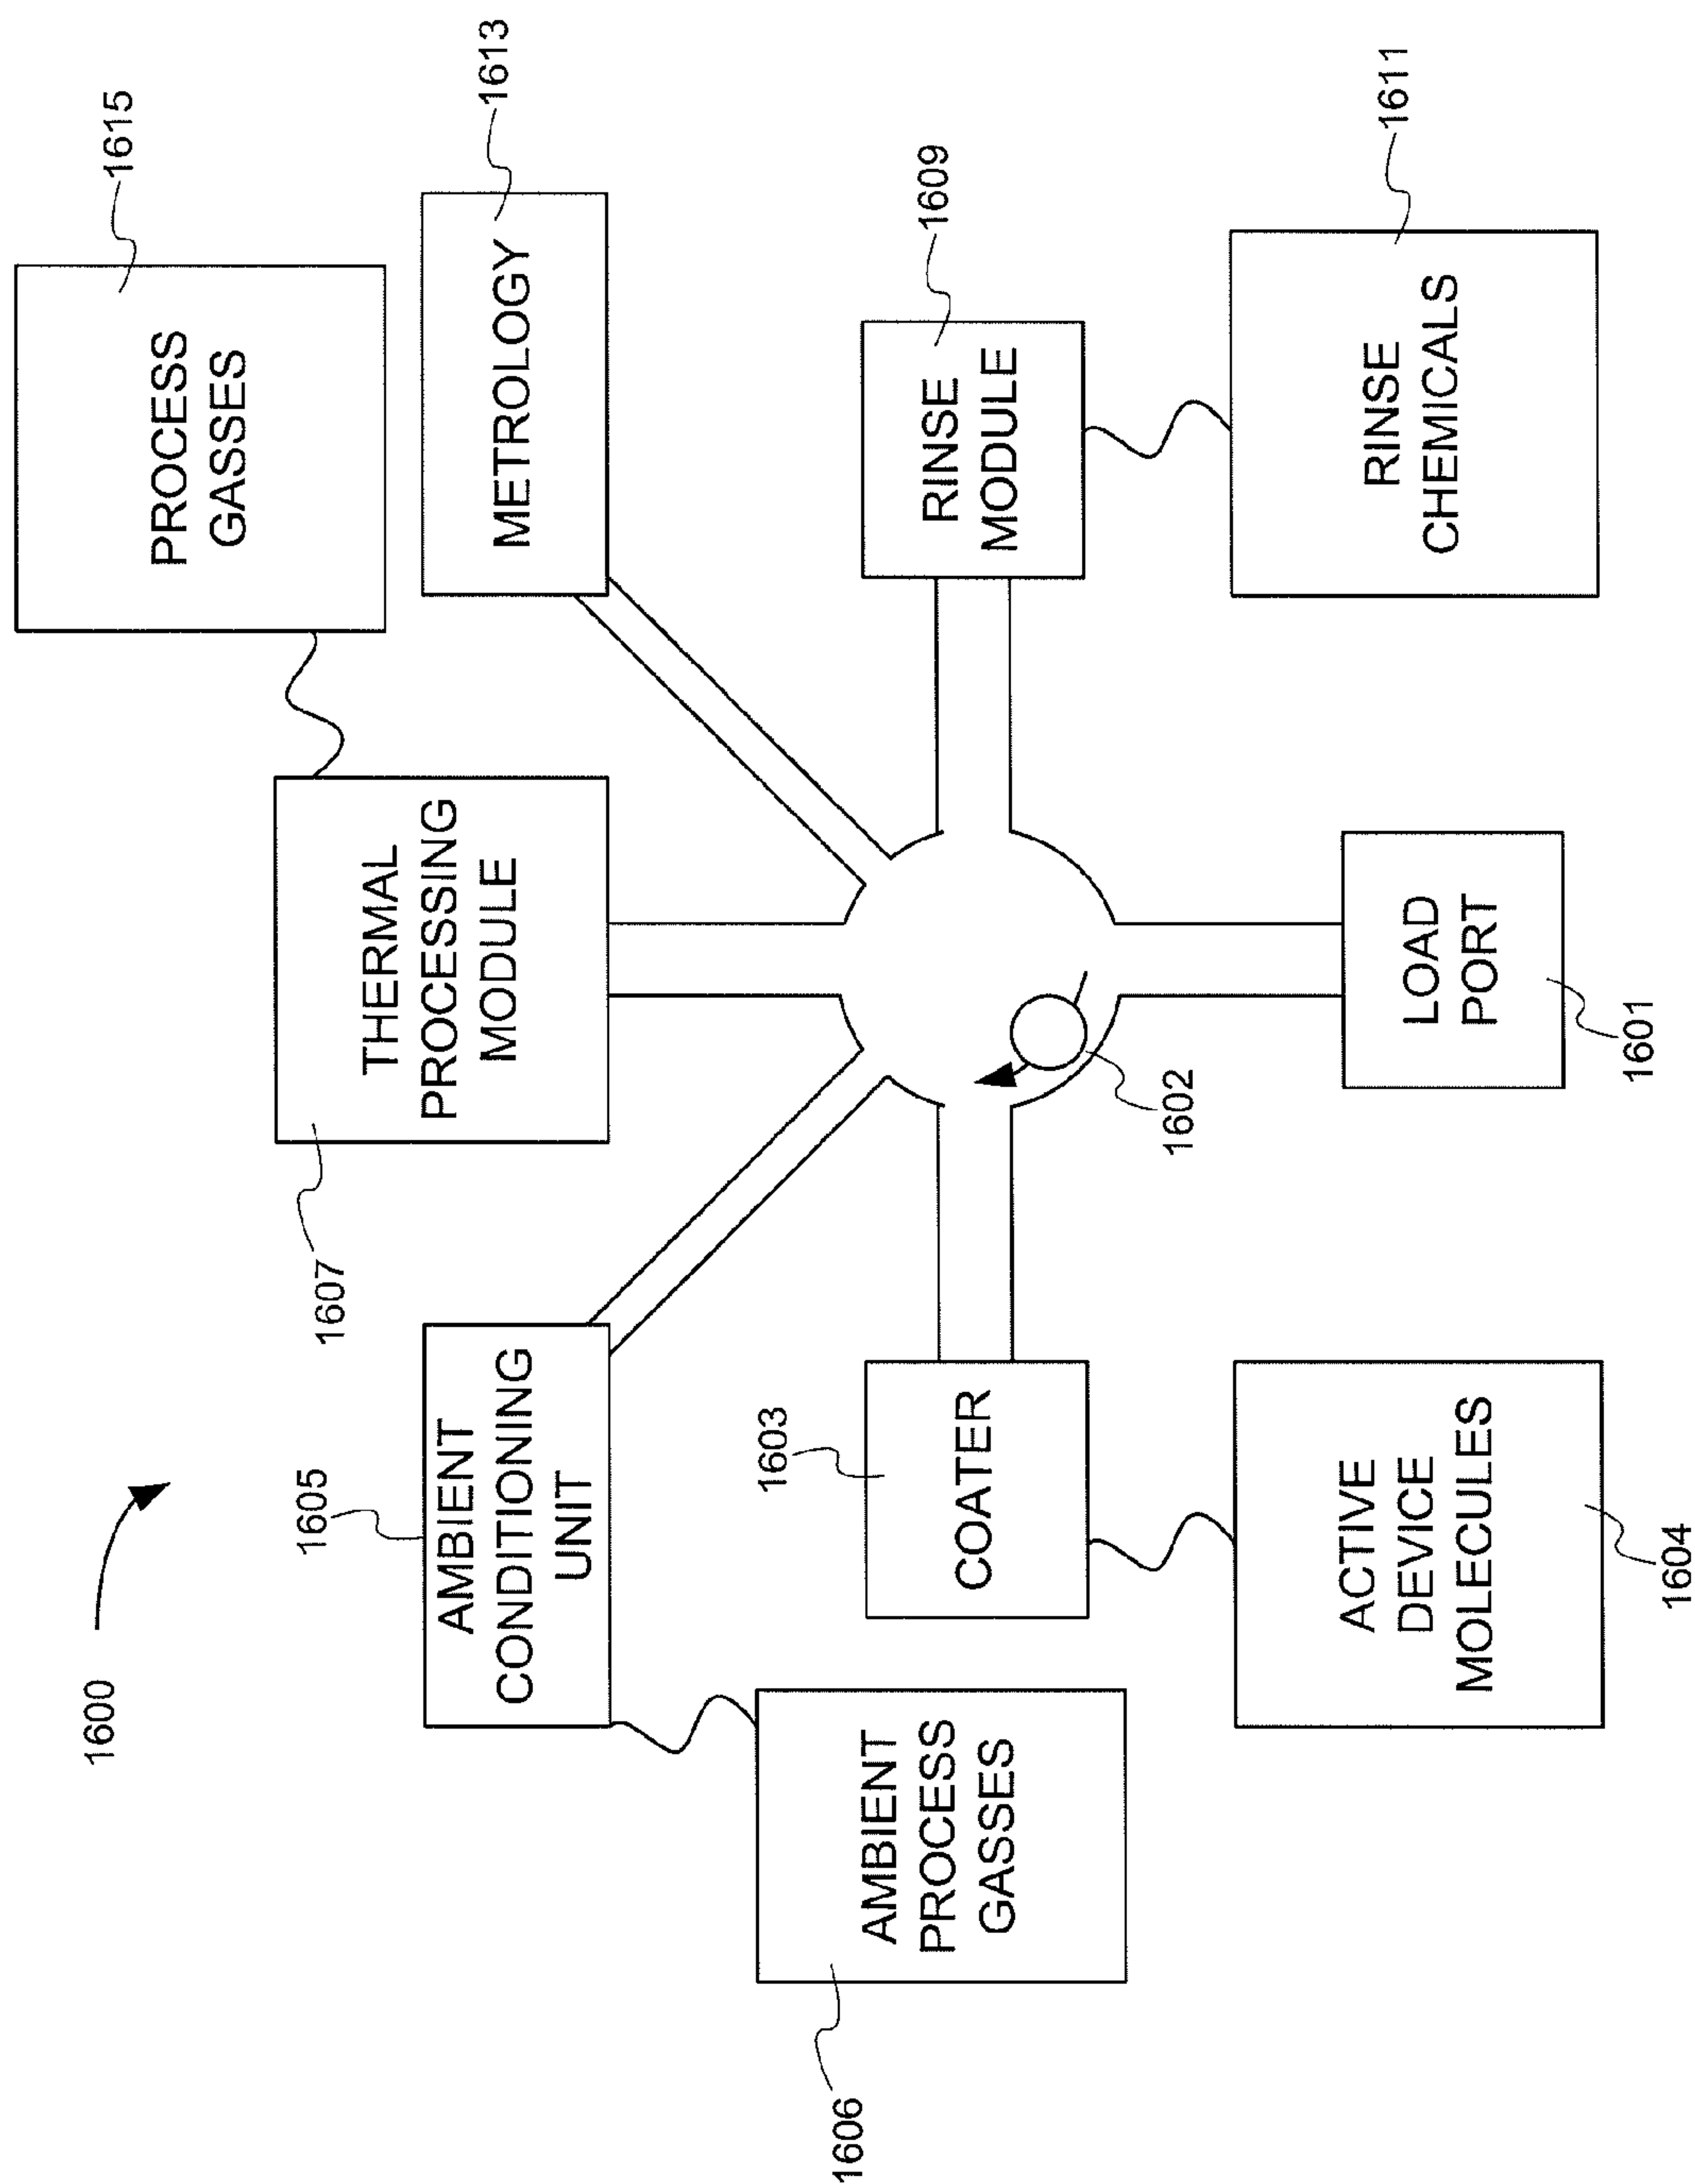 1600
1615
PROCESS
GASSES
1605
1607
THERMAL
PROCESSING
MODULE
AMBIENT
CONDITIONING
UNIT
1613
METROLOGY
1606
AMBIENT
PROCESS
GASSES
1603
COATER
1609
RINSE
MODULE
1602
ACTIVE
DEVICE
MOLECULES
1604
LOAD
PORT
1601
1611
RINSE
CHEMICALS